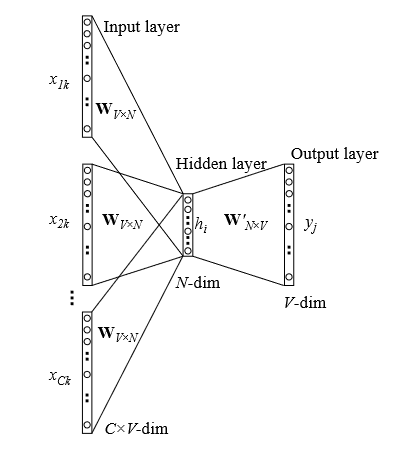 Input layer
x1k
WV×N
Hidden layer
Output layer
x2k
WV×N
hi
W'N×V
yj
N-dim
V-dim
WV×N
xCk
C×V-dim